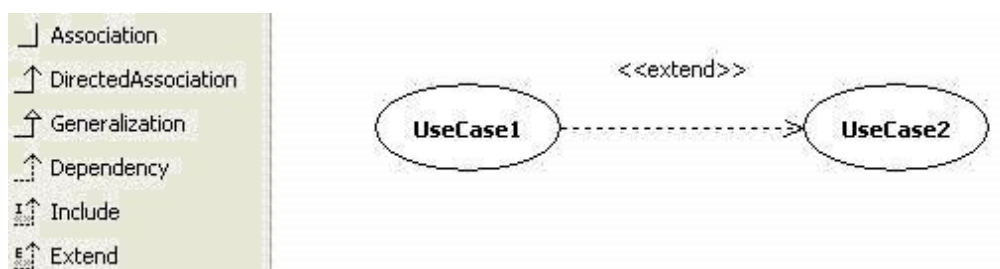 Association
DirectedAssociation
Generalization
Dependency
Include
Extend
<<extend>>
UseCase1
UseCase2